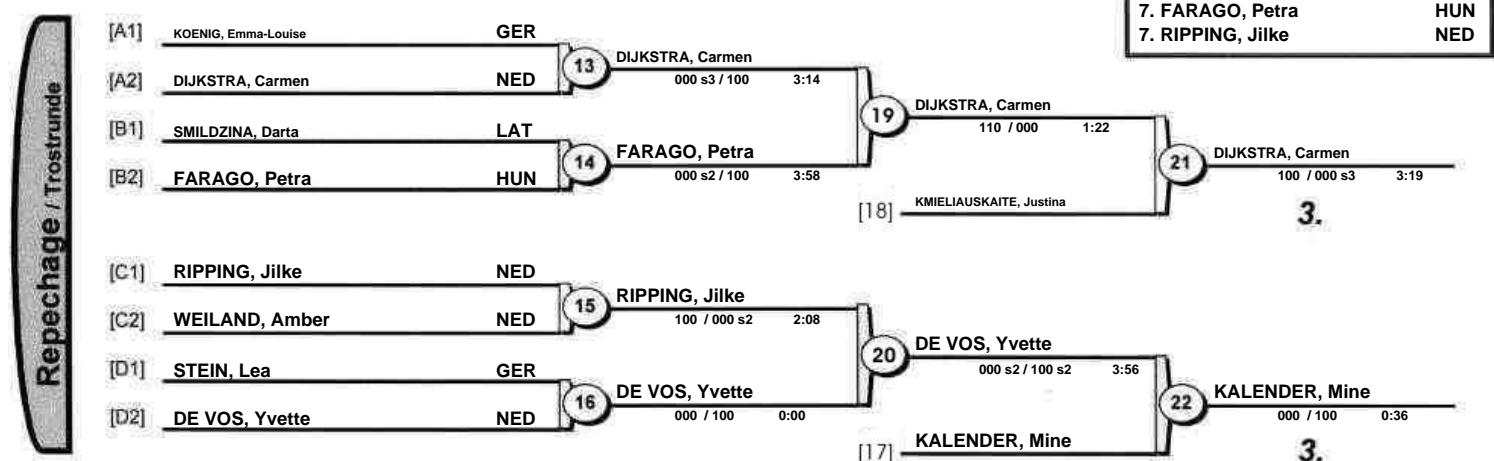 7. FARAGO, Petra HUN
7. RIPPING, Jilke NED
Repechage / Trostrunde
[A1] KOENIG, Emma-Louise GER
13
DIJKSTRA, Carmen
000 s3 / 100 3:14
[A2] DIJKSTRA, Carmen NED
19
DIJKSTRA, Carmen
110 / 000 1:22
[B1] SMILDZINA, Darta LAT
14
FARAGO, Petra
000 s2 / 100 3:58
[B2] FARAGO, Petra HUN
21
DIJKSTRA, Carmen
100 / 000 s3 3:19
[18] KMIELIAUSKAITE, Justina
3.
[C1] RIPPING, Jilke NED
15
RIPPING, Jilke
100 / 000 s2 2:08
[C2] WEILAND, Amber NED
20
DE VOS, Yvette
000 s2 / 100 s2 3:56
[D1] STEIN, Lea GER
16
DE VOS, Yvette
000 / 100 0:00
[D2] DE VOS, Yvette NED
22
KALENDER, Mine
000 / 100 0:36
[17] KALENDER, Mine
3.